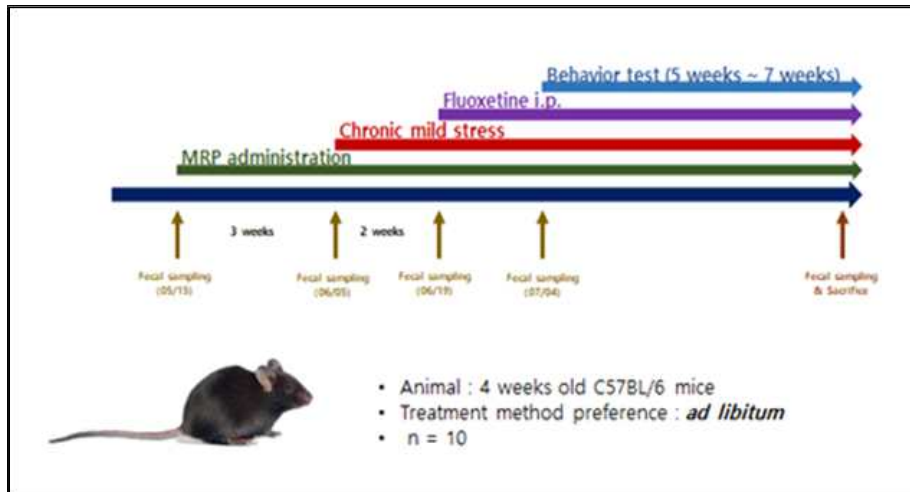 Behavior test (5 weeks ~ 7 weeks)
Fluoxetine i.p.
Chronic mild stress
MRP administration
3 weeks
2 weeks
Fecal sampling
(05/15)
Fecal sampling
(06/05)
Fecal sampling
(06/19)
Fecal sampling
(07/04)
Fecal sampling
& Sacrifice
• Animal : 4 weeks old C57BL/6 mice
• Treatment method preference : ad libitum
• n = 10